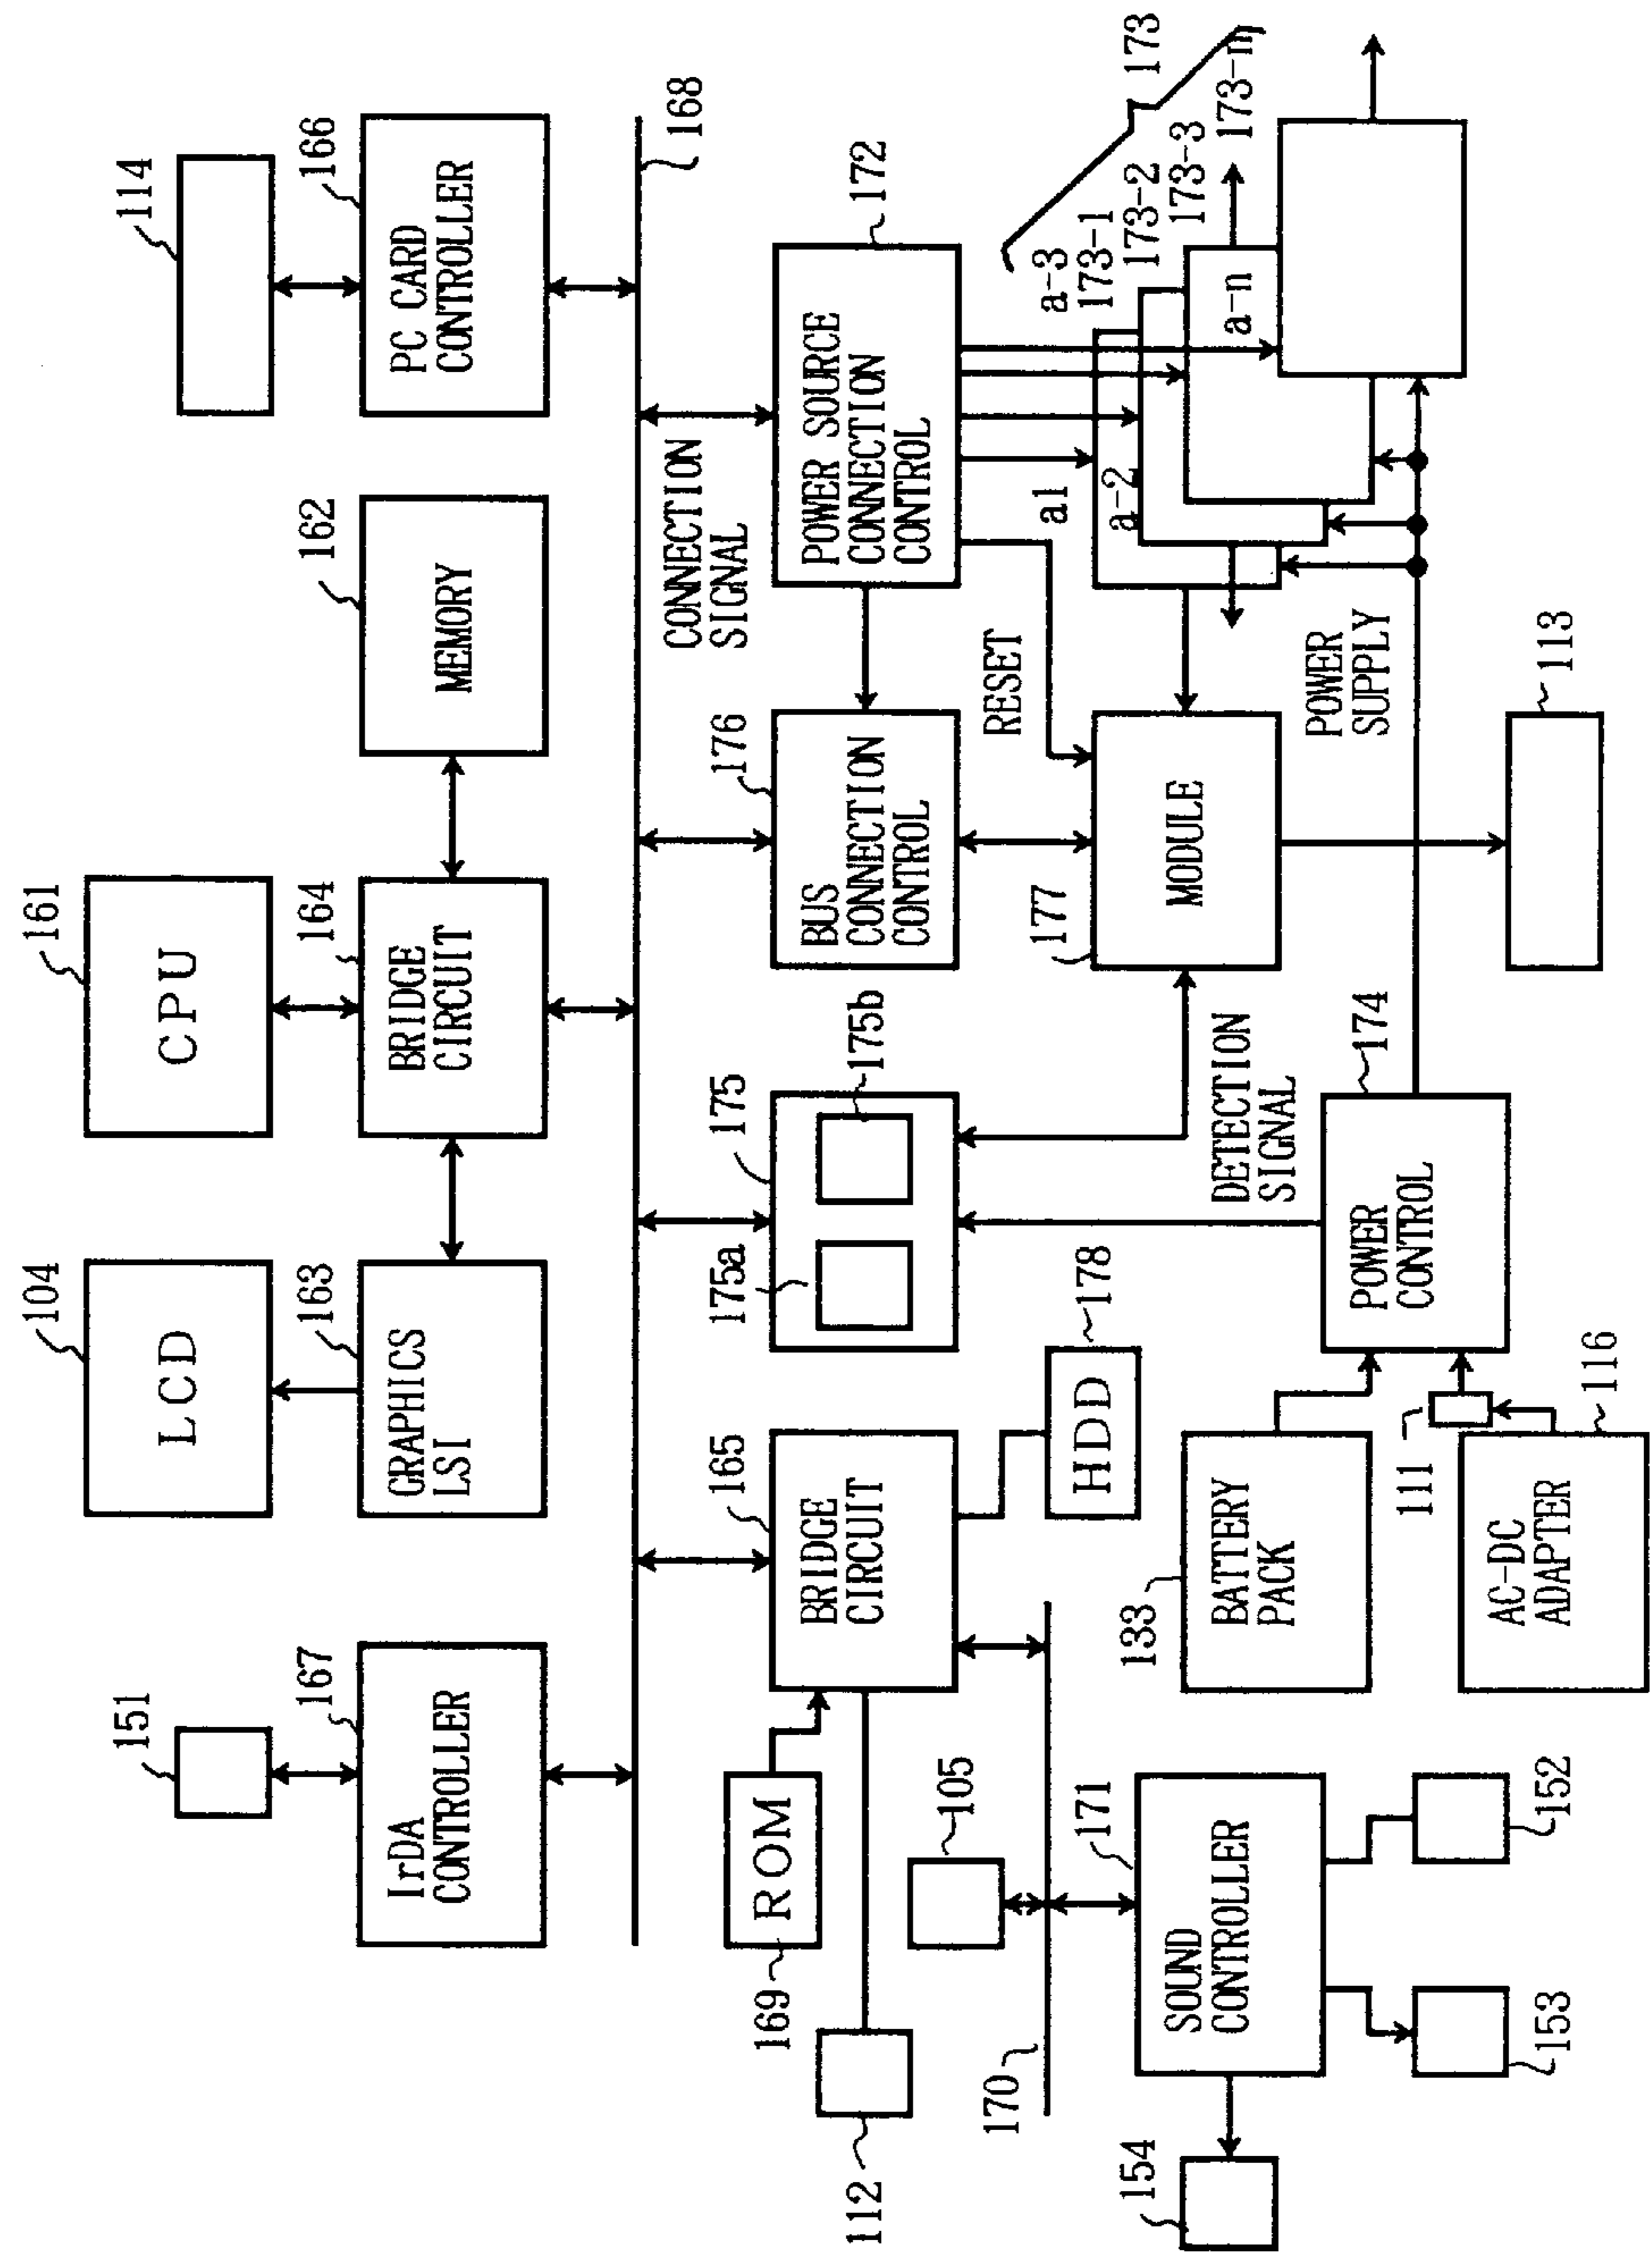 104
161
151
114
LCD
CPU
167
163
164
162
166
IrDA
CONTROLLER
GRAPHICS
LSI
BRIDGE
CIRCUIT
MEMORY
PC CARD
CONTROLLER
168
CONNECTION
SIGNAL
169
ROM
165
175a
175
176
172
112
BRIDGE
CIRCUIT
175b
BUS
CONNECTION
CONTROL
POWER SOURCE
CONNECTION
CONTROL
170
105
RESET
171
HDD
178
177
a1
a-2
a-3
173-1
173-2
173-3
173-n
173
a-n
154
SOUND
CONTROLLER
133
BATTERY
PACK
DETECTION
SIGNAL
MODULE
POWER
SUPPLY
174
POWER
CONTROL
111
153
152
AC-DC
ADAPTER
116
113